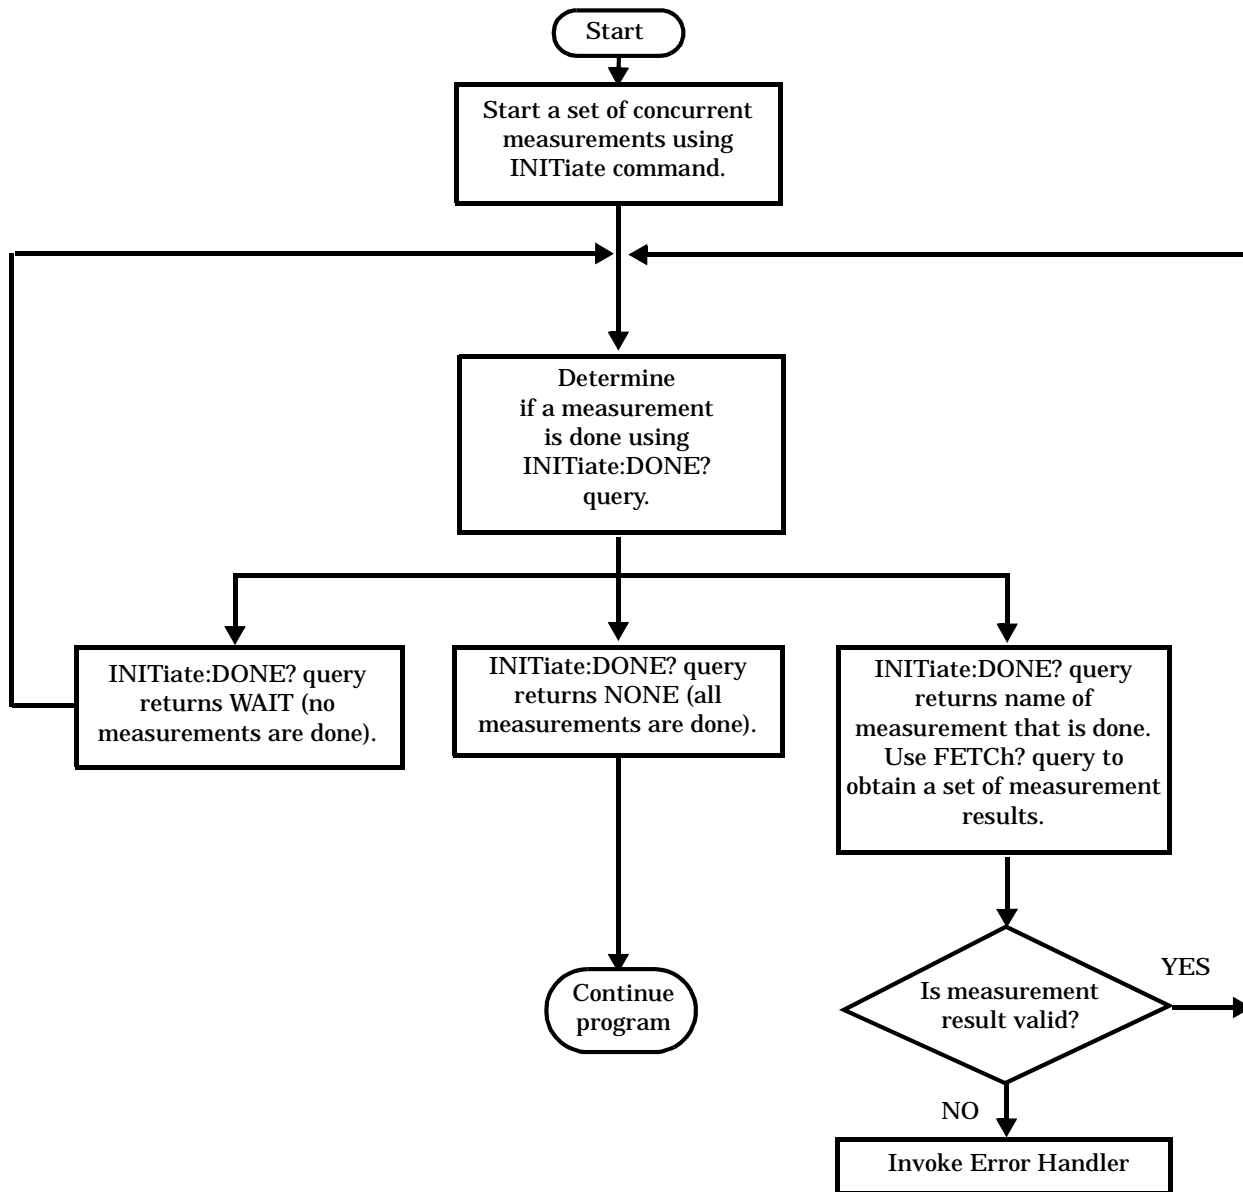 Start
Start a set of concurrent
measurements using
INITiate command.
Determine
if a measurement
is done using
INITiate:DONE?
query.
INITiate:DONE? query
returns WAIT (no
measurements are done).
INITiate:DONE? query
returns NONE (all
measurements are done).
INITiate:DONE? query
returns name of
measurement that is done.
Use FETCh? query to
obtain a set of measurement
results.
Continue
program
Is measurement
result valid?
YES
NO
Invoke Error Handler